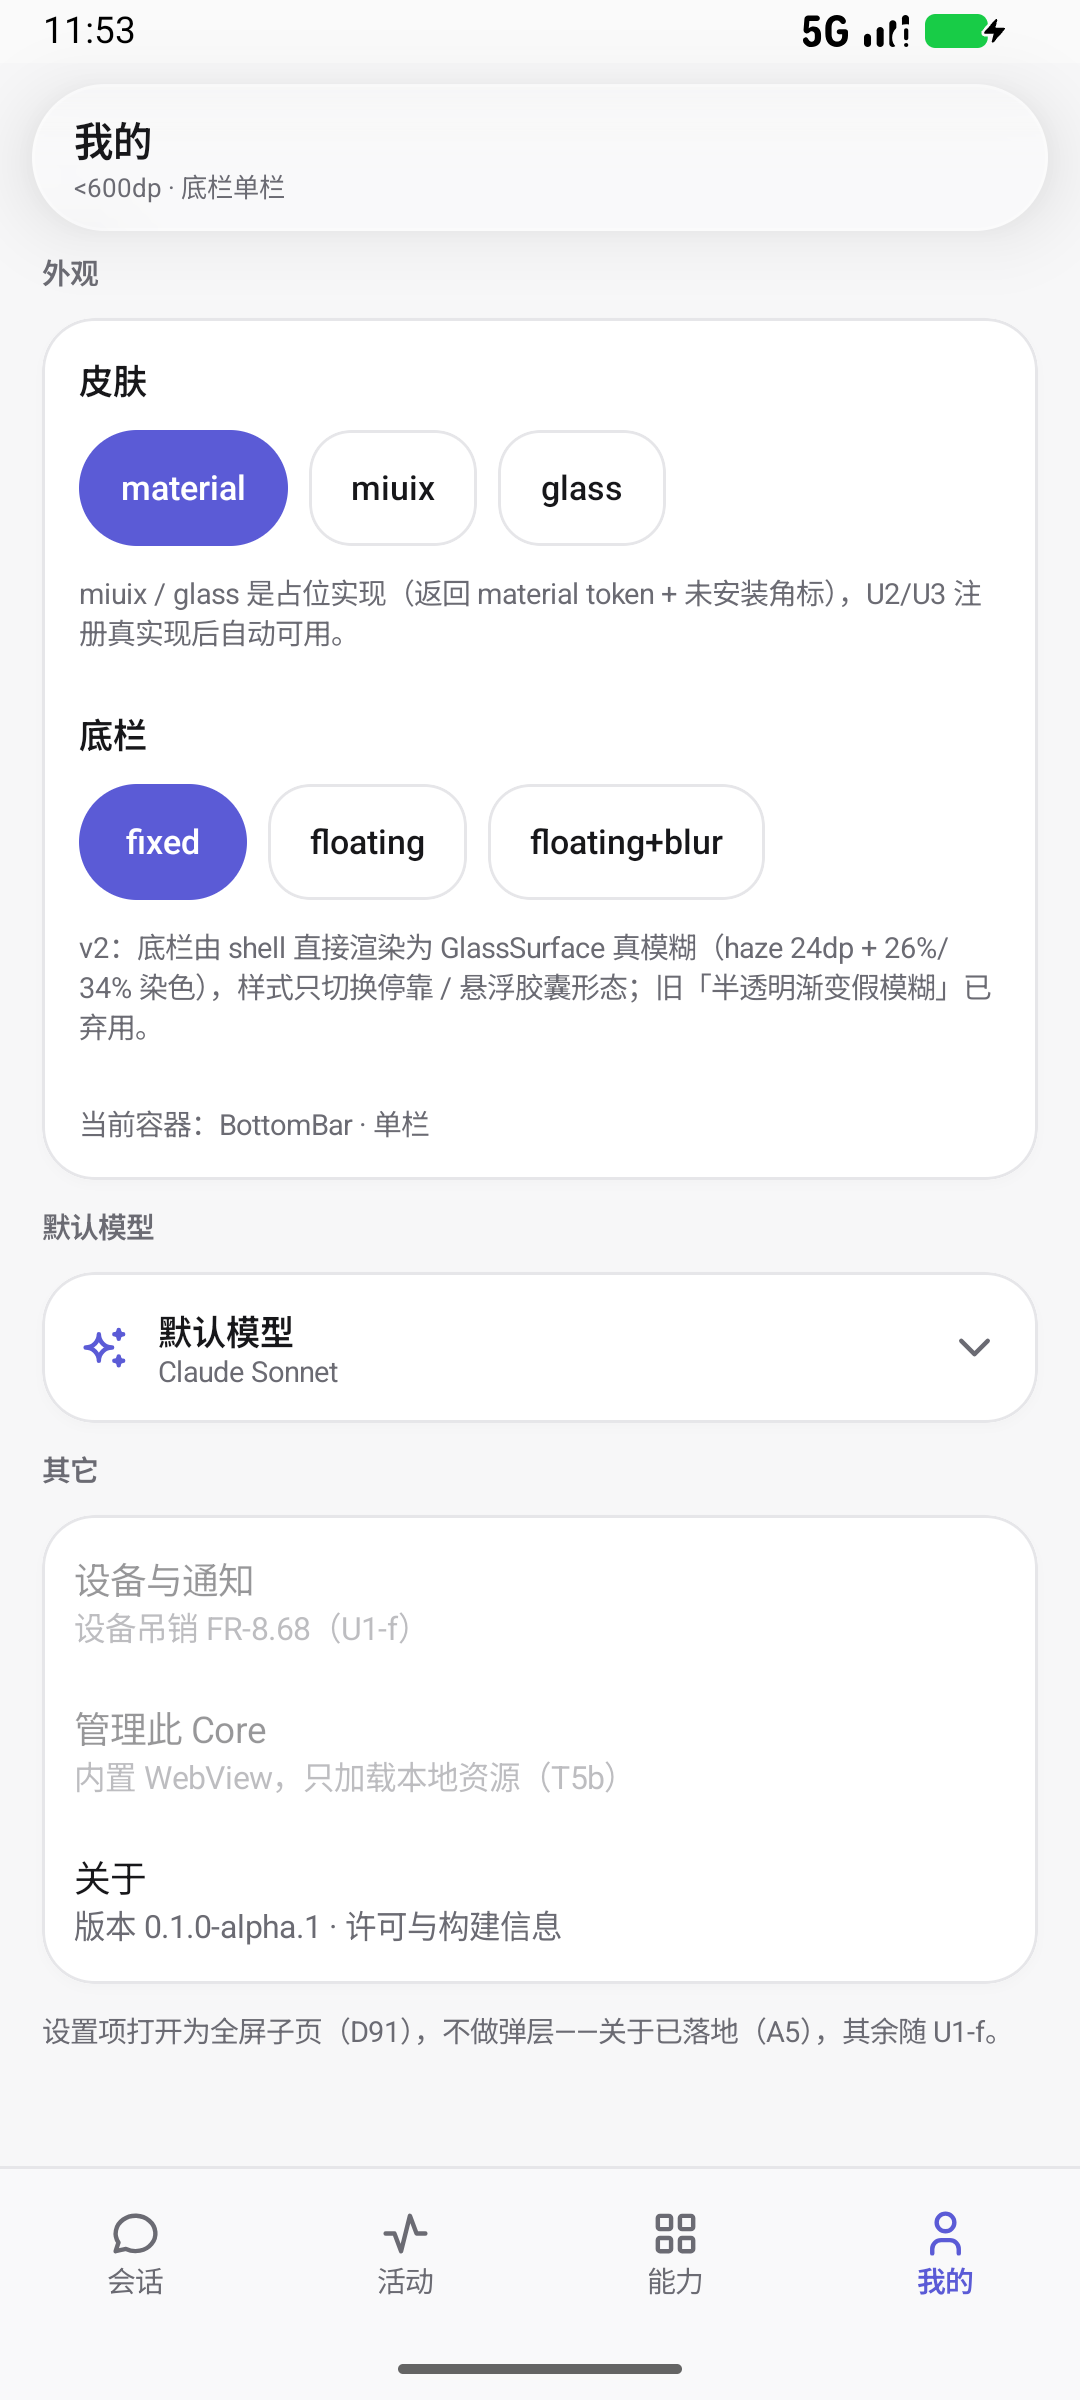 11:53
5G
我的
<600dp · 底栏单栏
外观
皮肤
material
miuix
glass
miuix / glass 是占位实现（返回 material token + 未安装角标），U2/U3 注
册真实现后自动可用。
底栏
fixed
floating
floating+blur
v2：底栏由 shell 直接渲染为 GlassSurface 真模糊（haze 24dp + 26%/
34% 染色），样式只切换停靠 / 悬浮胶囊形态；旧「半透明渐变假模糊」已
弃用。
当前容器：BottomBar · 单栏
默认模型
默认模型
Claude Sonnet
其它
设备与通知
设备吊销 FR-8.68（U1-f）
管理此 Core
内置 WebView，只加载本地资源（T5b）
关于
版本 0.1.0-alpha.1 · 许可与构建信息
设置项打开为全屏子页（D91），不做弹层——关于已落地（A5），其余随 U1-f。
会话
活动
能力
我的